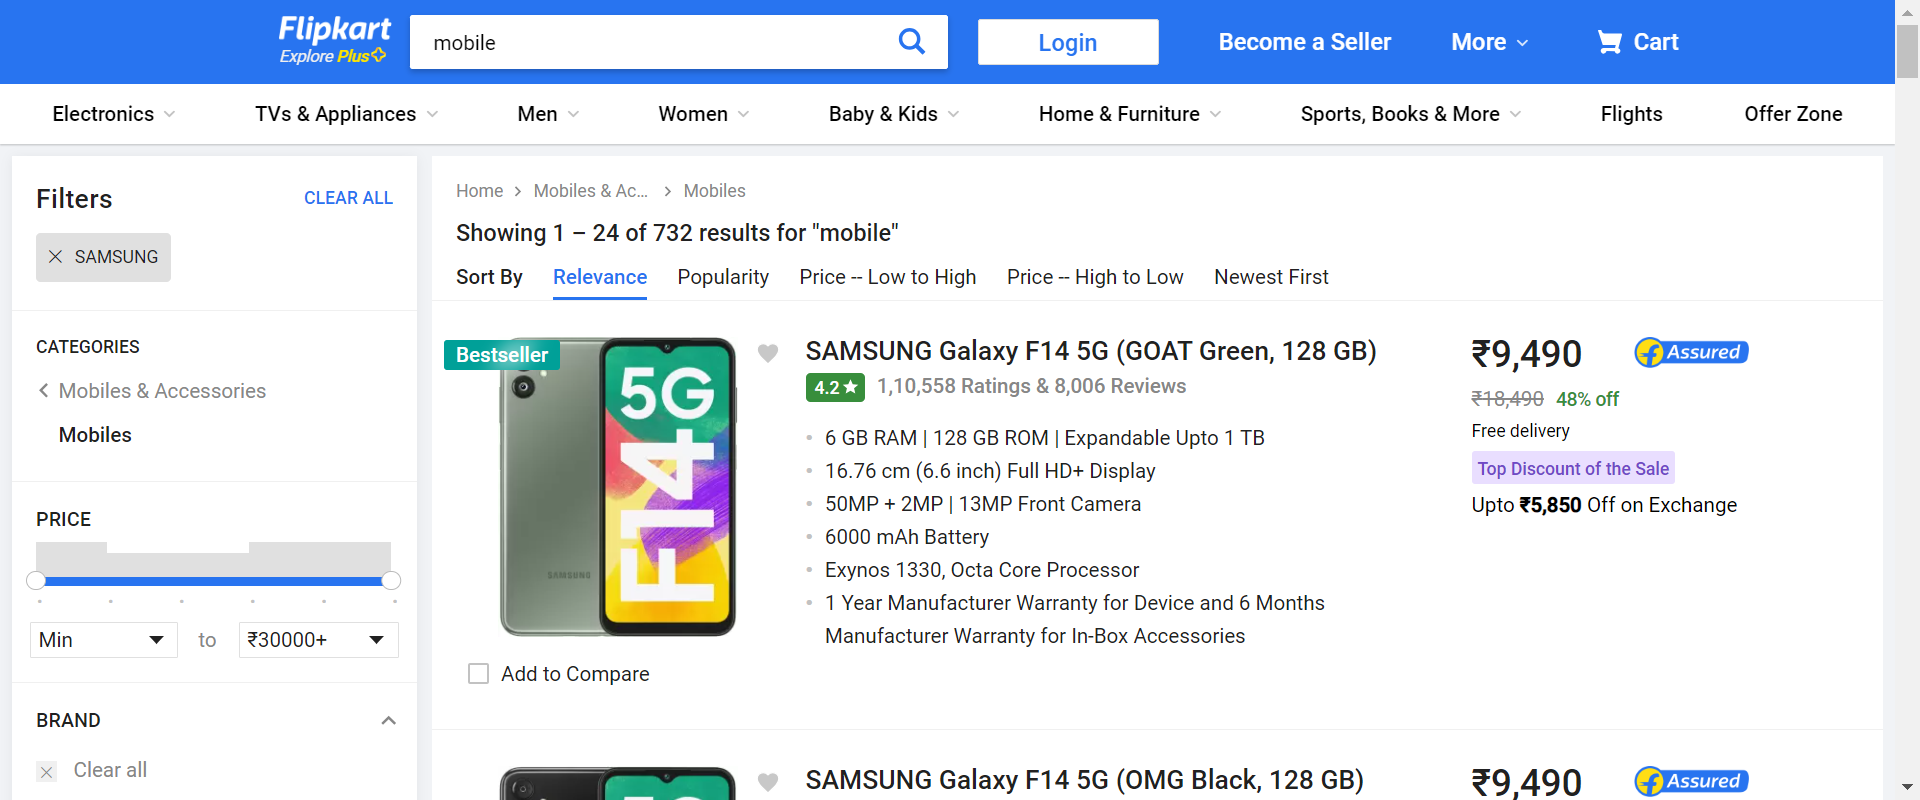 Flipkart
Explore Plus
mobile
Login
Become a Seller
More
Cart
Electronics
TVs & Appliances
Men
Women
Baby & Kids
Home & Furniture
Sports, Books & More
Flights
Offer Zone
Filters
CLEAR ALL
SAMSUNG
CATEGORIES
Mobiles & Accessories
Mobiles
PRICE
Min
to
₹30000+
BRAND
Clear all
Home
Mobiles & Ac...
Mobiles
Showing 1 – 24 of 732 results for "mobile"
Sort By
Relevance
Popularity
Price -- Low to High
Price -- High to Low
Newest First
Bestseller
5G
F14
SAMSUNG
Add to Compare
SAMSUNG Galaxy F14 5G (GOAT Green, 128 GB)
4.2★ 1,10,558 Ratings & 8,006 Reviews
6 GB RAM | 128 GB ROM | Expandable Upto 1 TB
16.76 cm (6.6 inch) Full HD+ Display
50MP + 2MP | 13MP Front Camera
6000 mAh Battery
Exynos 1330, Octa Core Processor
1 Year Manufacturer Warranty for Device and 6 Months
Manufacturer Warranty for In-Box Accessories
₹9,490
f Assured
₹18,490 48% off
Free delivery
Top Discount of the Sale
Upto ₹5,850 Off on Exchange
5G
SAMSUNG Galaxy F14 5G (OMG Black, 128 GB)
₹9,490
f Assured